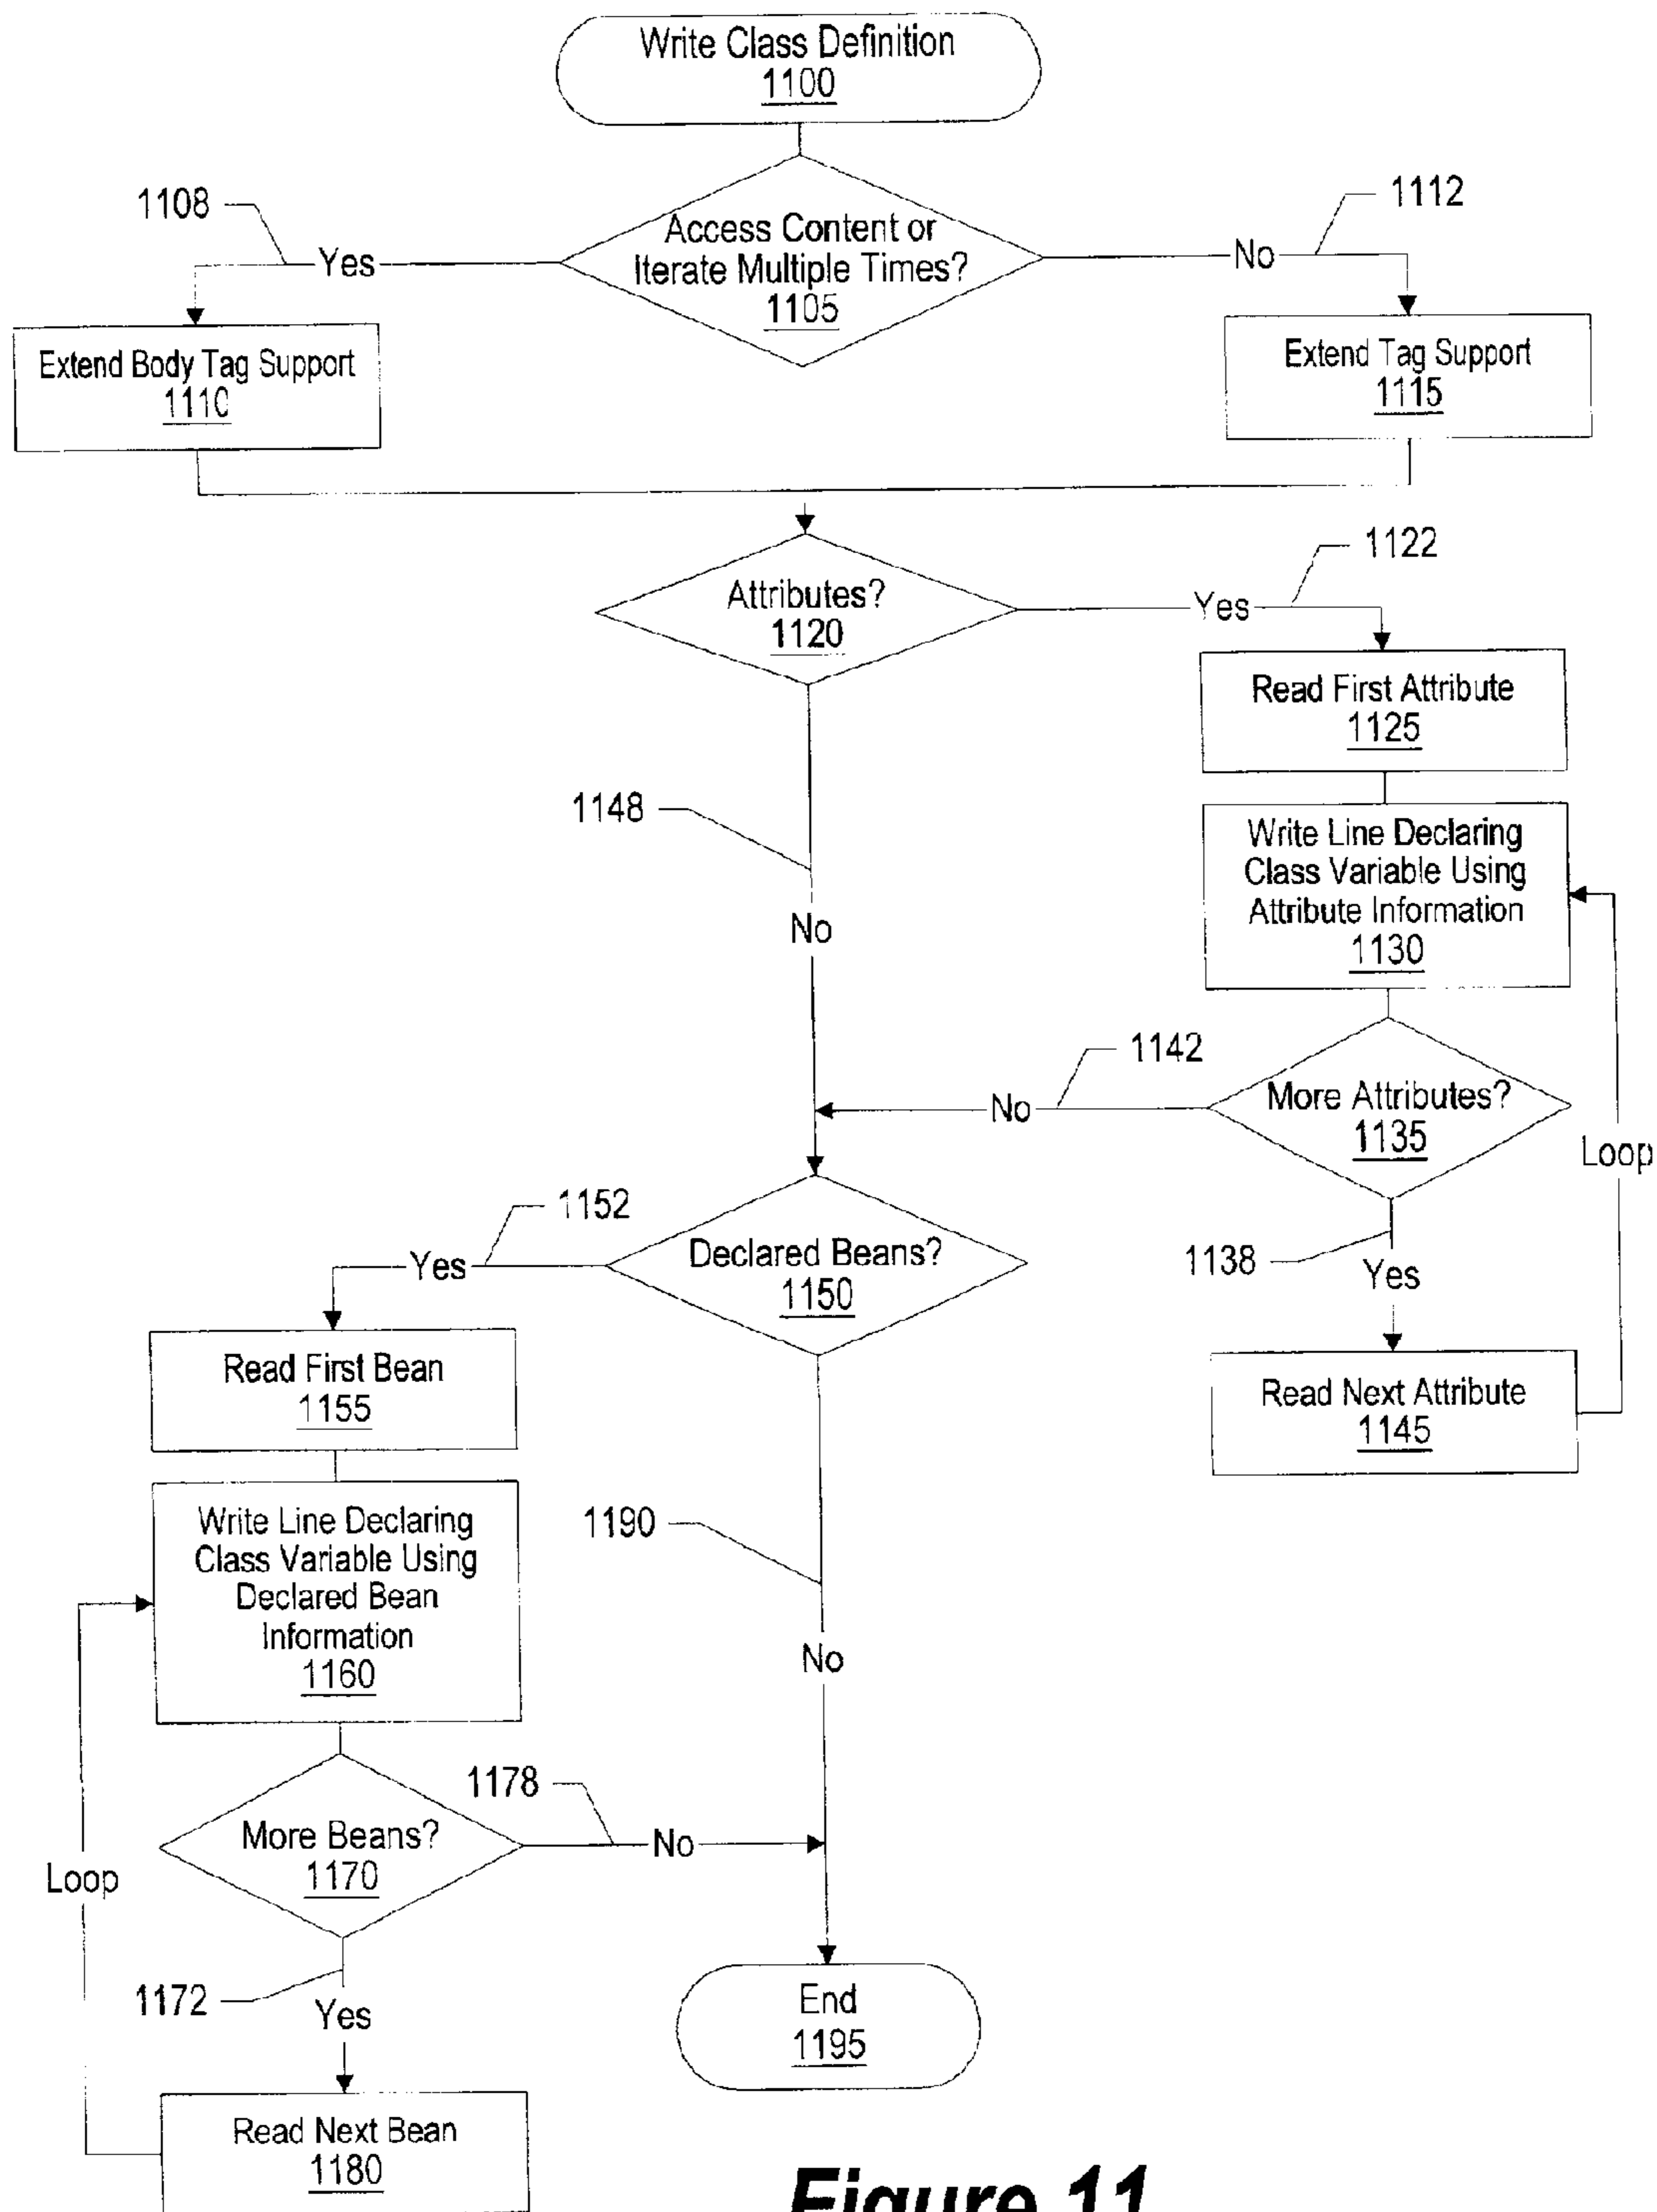 Write Class Definition
1100
1108
1112
Access Content or
Iterate Multiple Times?
1105
Yes
No
Extend Body Tag Support
1110
Extend Tag Support
1115
1122
Attributes?
1120
Yes
Read First Attribute
1125
1148
Write Line Declaring
Class Variable Using
Attribute Information
1130
No
1142
More Attributes?
1135
No
Loop
1152
Declared Beans?
1150
Yes
1138
Yes
Read First Bean
1155
Read Next Attribute
1145
Write Line Declaring
Class Variable Using
Declared Bean
Information
1160
1190
No
1178
More Beans?
1170
No
Loop
1172
Yes
End
1195
Read Next Bean
1180
Figure 11